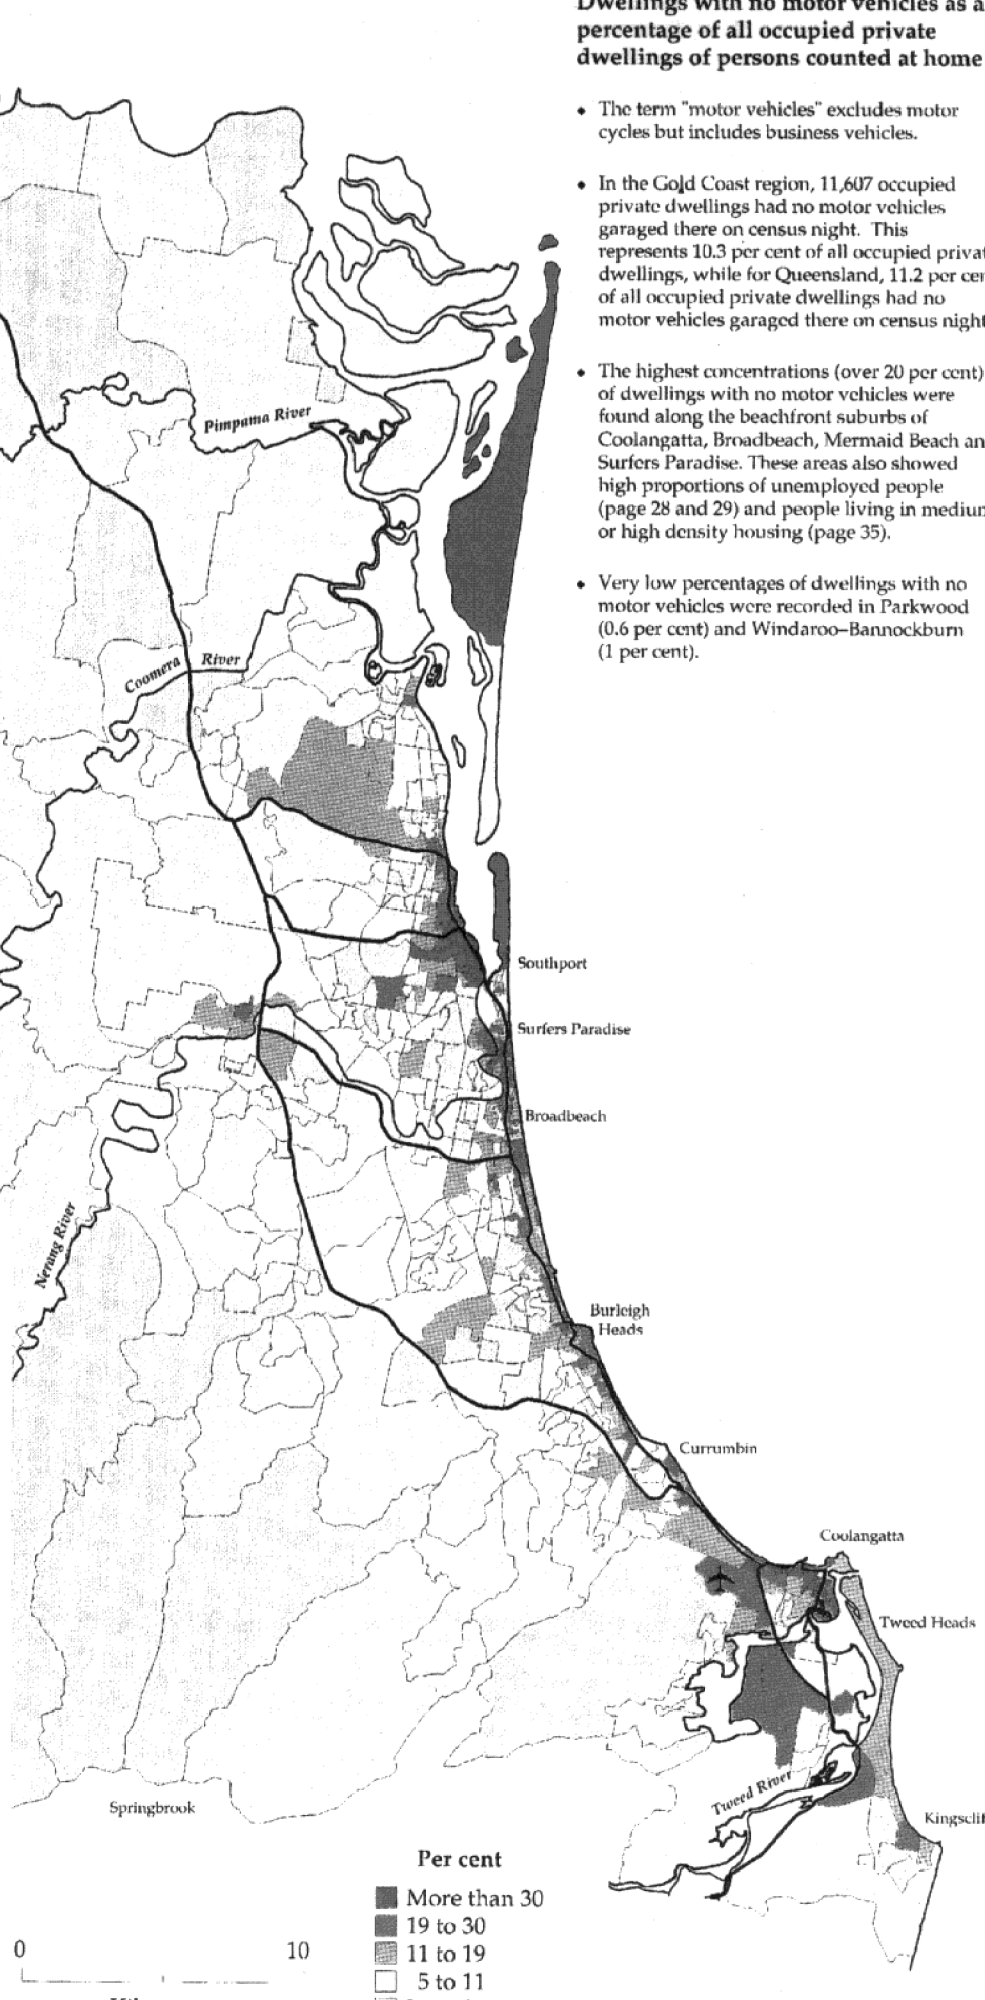 Dwellings with no motor vehicles as a
percentage of all occupied private
dwellings of persons counted at home
• The term "motor vehicles" excludes motor
cycles but includes business vehicles.
• In the Gold Coast region, 11,607 occupied
private dwellings had no motor vehicles
garaged there on census night. This
represents 10.3 per cent of all occupied
dwellings, while for Queensland, 11.2 per
of all occupied private dwellings had no
motor vehicles garaged there on census night
• The highest concentrations (over 20 per cent)
of dwellings with no motor vehicles were
found along the beachfront suburbs of
Coolangatta, Broadbeach, Mermaid Beach
Surfers Paradise. These areas also showed
high proportions of unemployed people
(page 28 and 29) and people living in
or high density housing (page 35).
• Very low percentages of dwellings with no
motor vehicles were recorded in Parkwood
(0.6 per cent) and Windaroo–Bannockburn
(1 per cent).
Pimpama River
Coomera River
Southport
Surfers Paradise
Broadbeach
Nerang River
Burleigh
Heads
Currumbin
Coolangatta
Tweed Heads
Tweed River
Springbrook
Per cent
More than 30
19 to 30
11 to 19
5 to 11
0 10